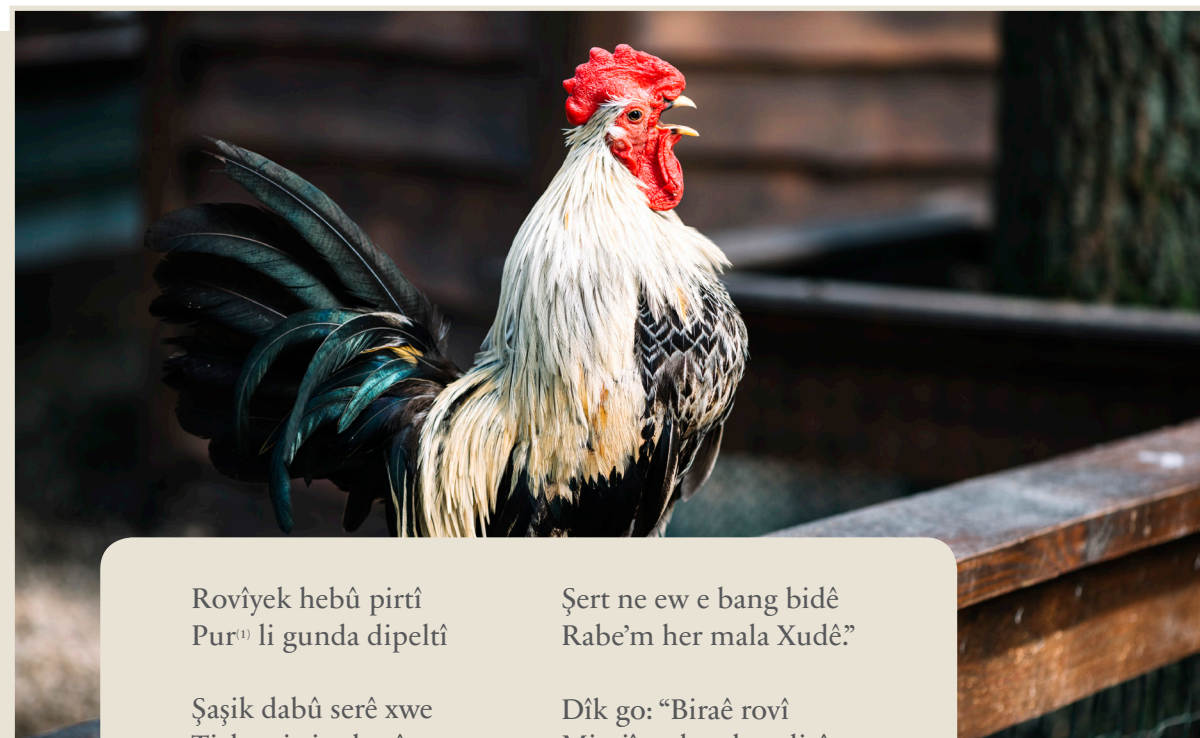 Rovîyek hebû pirtî
Pur(1) li gunda dipeltî
Şaşik dabû serê xwe
Şert ne ew e bang bidê
Rabe’m her mala Xudê.”
Dîk go: “Biraê rovî